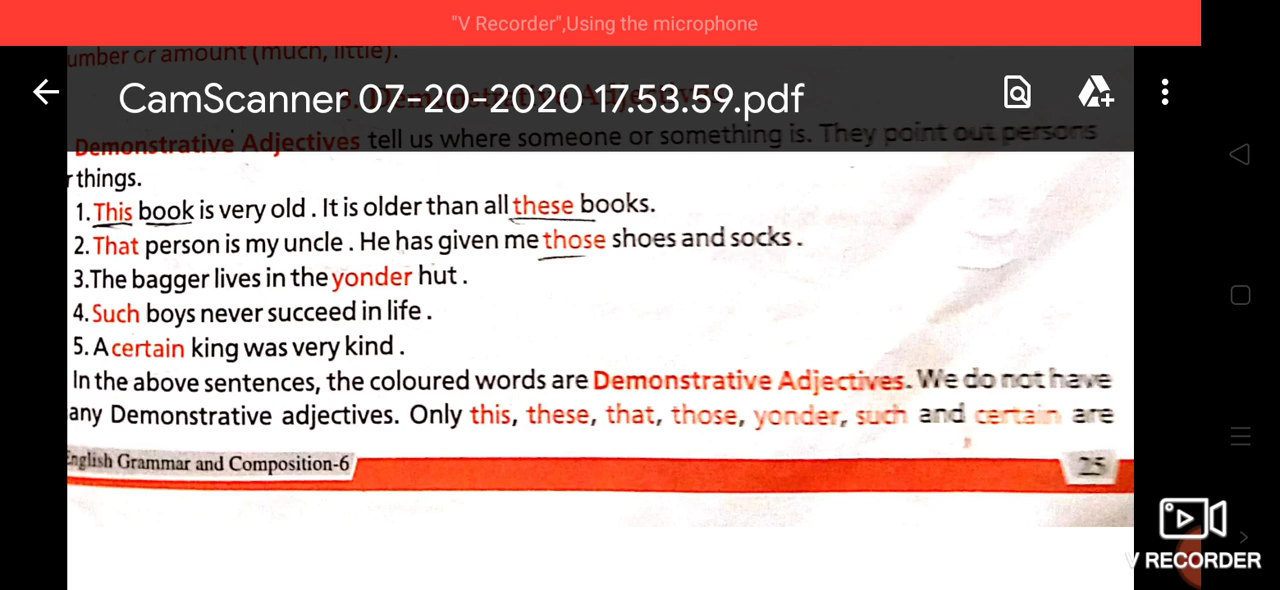 "V Recorder",Using the microphone
umber or amount (much, little).
CamScanner 07-20-2020 17.53.59.pdf
Demonstrative Adjectives tell us where someone or something is. They point out persons
r things.
1. This book is very old . It is older than all these books.
2. That person is my uncle . He has given me those shoes and socks .
3.The bagger lives in the yonder hut .
4. Such boys never succeed in life .
5. A certain king was very kind .
In the above sentences, the coloured words are Demonstrative Adjectives. We do not have
any Demonstrative adjectives. Only this, these, that, those, yonder, such and certain are
English Grammar and Composition-6
25
V RECORDER